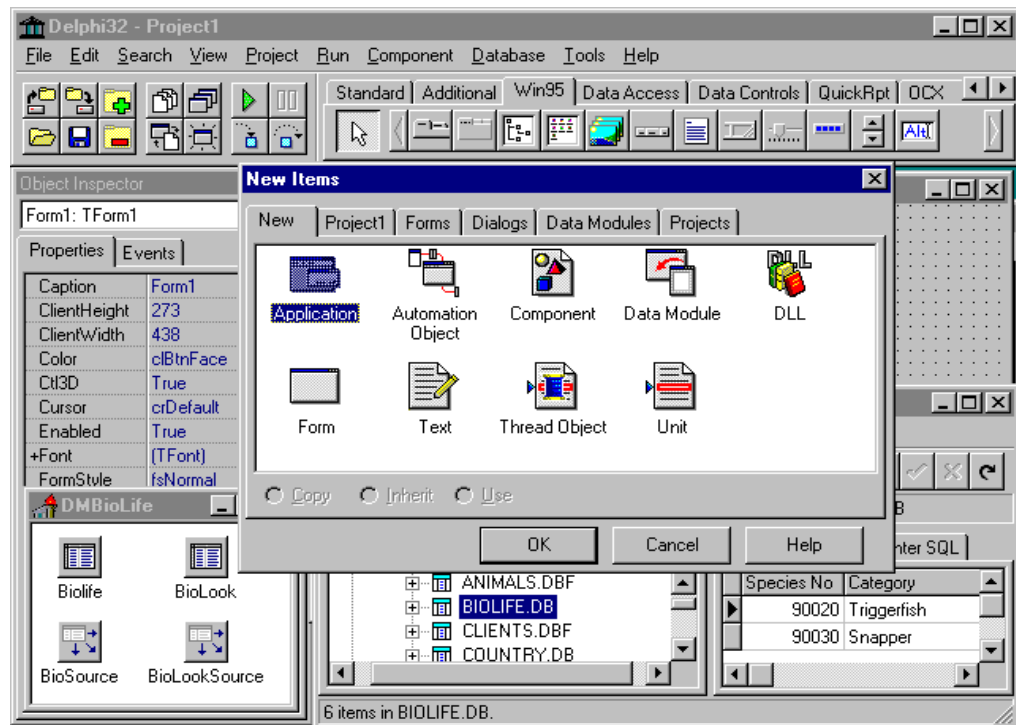 Delphi32 - Project1
File Edit Search View Project Run Component Database Tools Help
Standard Additional Win95 Data Access Data Controls QuickRpt OCX
Object Inspector
Form1: TForm1
Properties Events
Caption Form1
ClientHeight 273
ClientWidth 438
Color clBtnFace
Ctl3D True
Cursor crDefault
Enabled True
+Font (TFont)
FormStyle fsNormal
New Items
New Project1 Forms Dialogs Data Modules Projects
DLL
Application Automation Object Component Data Module DLL
Form Text Thread Object Unit
Copy Inherit Use
OK Cancel Help
DMBioLife
Biolife BioLook
BioSource BioLookSource
ANIMALS.DBF
BIOLIFE.DB
CLIENTS.DBF
COUNTRY.DB
6 items in BIOLIFE.DB.
B
nter SQL
Species No Category
90020 Triggerfish
90030 Snapper